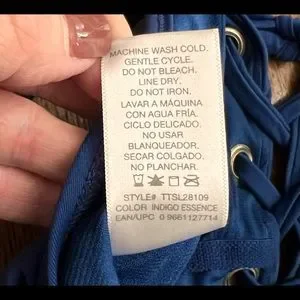 MACHINE WASH COLD.
GENTLE CYCLE.
DO NOT BLEACH.
LINE DRY.
DO NOT IRON.
LAVAR A MÁQUINA
CON AGUA FRÍA.
CICLO DELICADO.
NO USAR
BLANQUEADOR.
SECAR COLGADO.
NO PLANCHAR.
STYLE# TTSL28109
COLOR INDIGO ESSENCE
EAN/UPC 0 9661127714